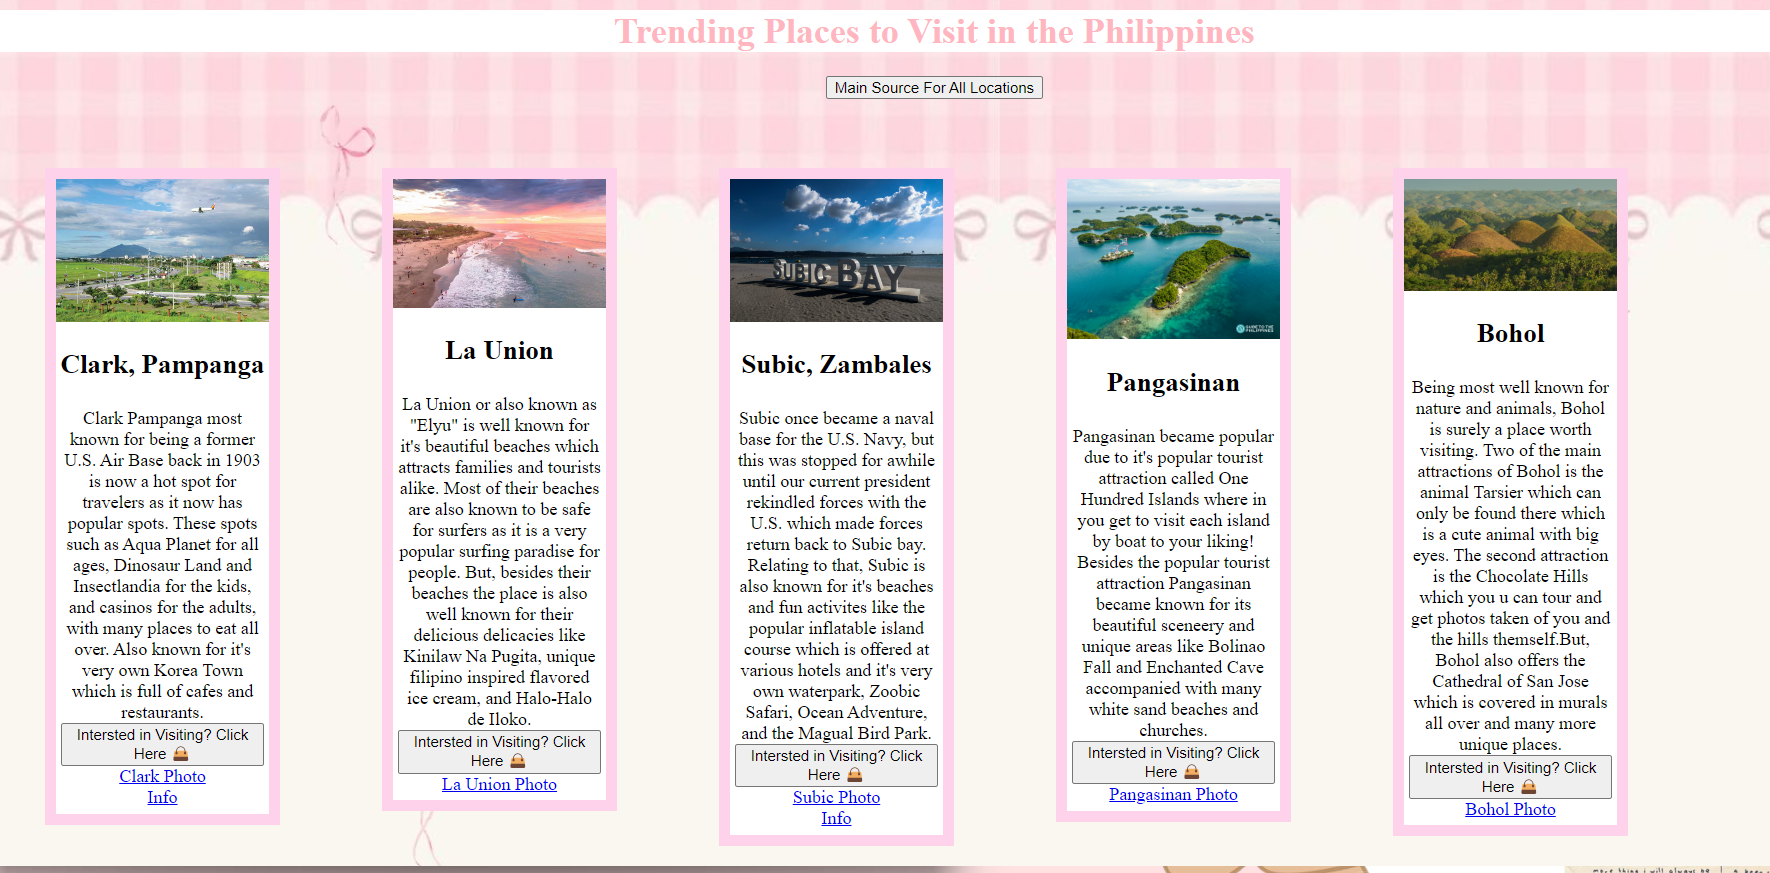 Trending Places to Visit in the Philippines
Main Source For All Locations
Clark, Pampanga
Clark Pampanga most
known for being a former
U.S. Air Base back in 1903
is now a hot spot for
travelers as it now has
popular spots. These spots
such as Aqua Planet for all
ages, Dinosaur Land and
Insectlandia for the kids,
and casinos for the adults,
with many places to eat all
over. Also known for it's
very own Korea Town
which is full of cafes and
restaurants.
Intersted in Visiting? Click
Here 👜
Clark Photo
Info
La Union
La Union or also known as
"Elyu" is well known for
it's beautiful beaches which
attracts families and tourists
alike. Most of their beaches
are also known to be safe
for surfers as it is a very
popular surfing paradise for
people. But, besides their
beaches the place is also
well known for their
delicious delicacies like
Kinilaw Na Pugita, unique
filipino inspired flavored
ice cream, and Halo-Halo
de Iloko.
Intersted in Visiting? Click
Here 👜
La Union Photo
SUBIC BAY
Subic, Zambales
Subic once became a naval
base for the U.S. Navy, but
this was stopped for awhile
until our current president
rekindled forces with the
U.S. which made forces
return back to Subic bay.
Relating to that, Subic is
also known for it's beaches
and fun activites like the
popular inflatable island
course which is offered at
various hotels and it's very
own waterpark, Zoobic
Safari, Ocean Adventure,
and the Magual Bird Park.
Intersted in Visiting? Click
Here 👜
Subic Photo
Info
GUIDE TO THE
PHILIPPINES
Pangasinan
Pangasinan became popular
due to it's popular tourist
attraction called One
Hundred Islands where in
you get to visit each island
by boat to your liking!
Besides the popular tourist
attraction Pangasinan
became known for its
beautiful sceneery and
unique areas like Bolinao
Fall and Enchanted Cave
accompanied with many
white sand beaches and
churches.
Intersted in Visiting? Click
Here 👜
Pangasinan Photo
Bohol
Being most well known for
nature and animals, Bohol
is surely a place worth
visiting. Two of the main
attractions of Bohol is the
animal Tarsier which can
only be found there which
is a cute animal with big
eyes. The second attraction
is the Chocolate Hills
which you u can tour and
get photos taken of you and
the hills themself.But,
Bohol also offers the
Cathedral of San Jose
which is covered in murals
all over and many more
unique places.
Intersted in Visiting? Click
Here 👜
Bohol Photo